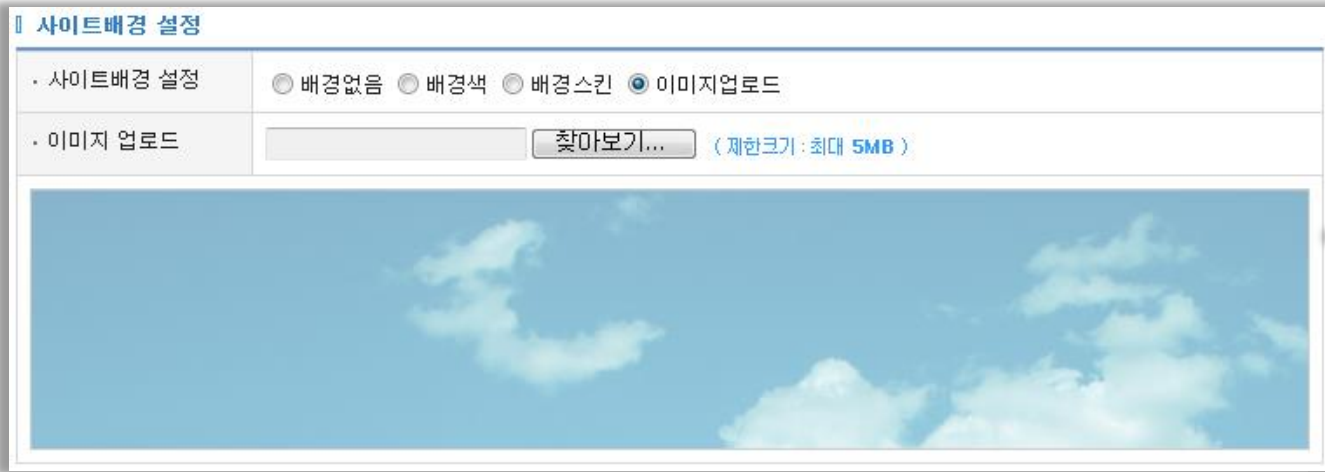 사이트배경 설정
· 사이트배경 설정 배경없음 배경색 배경스킨 이미지업로드
· 이미지 업로드 찾아보기... ( 제한크기 : 최대 5MB )